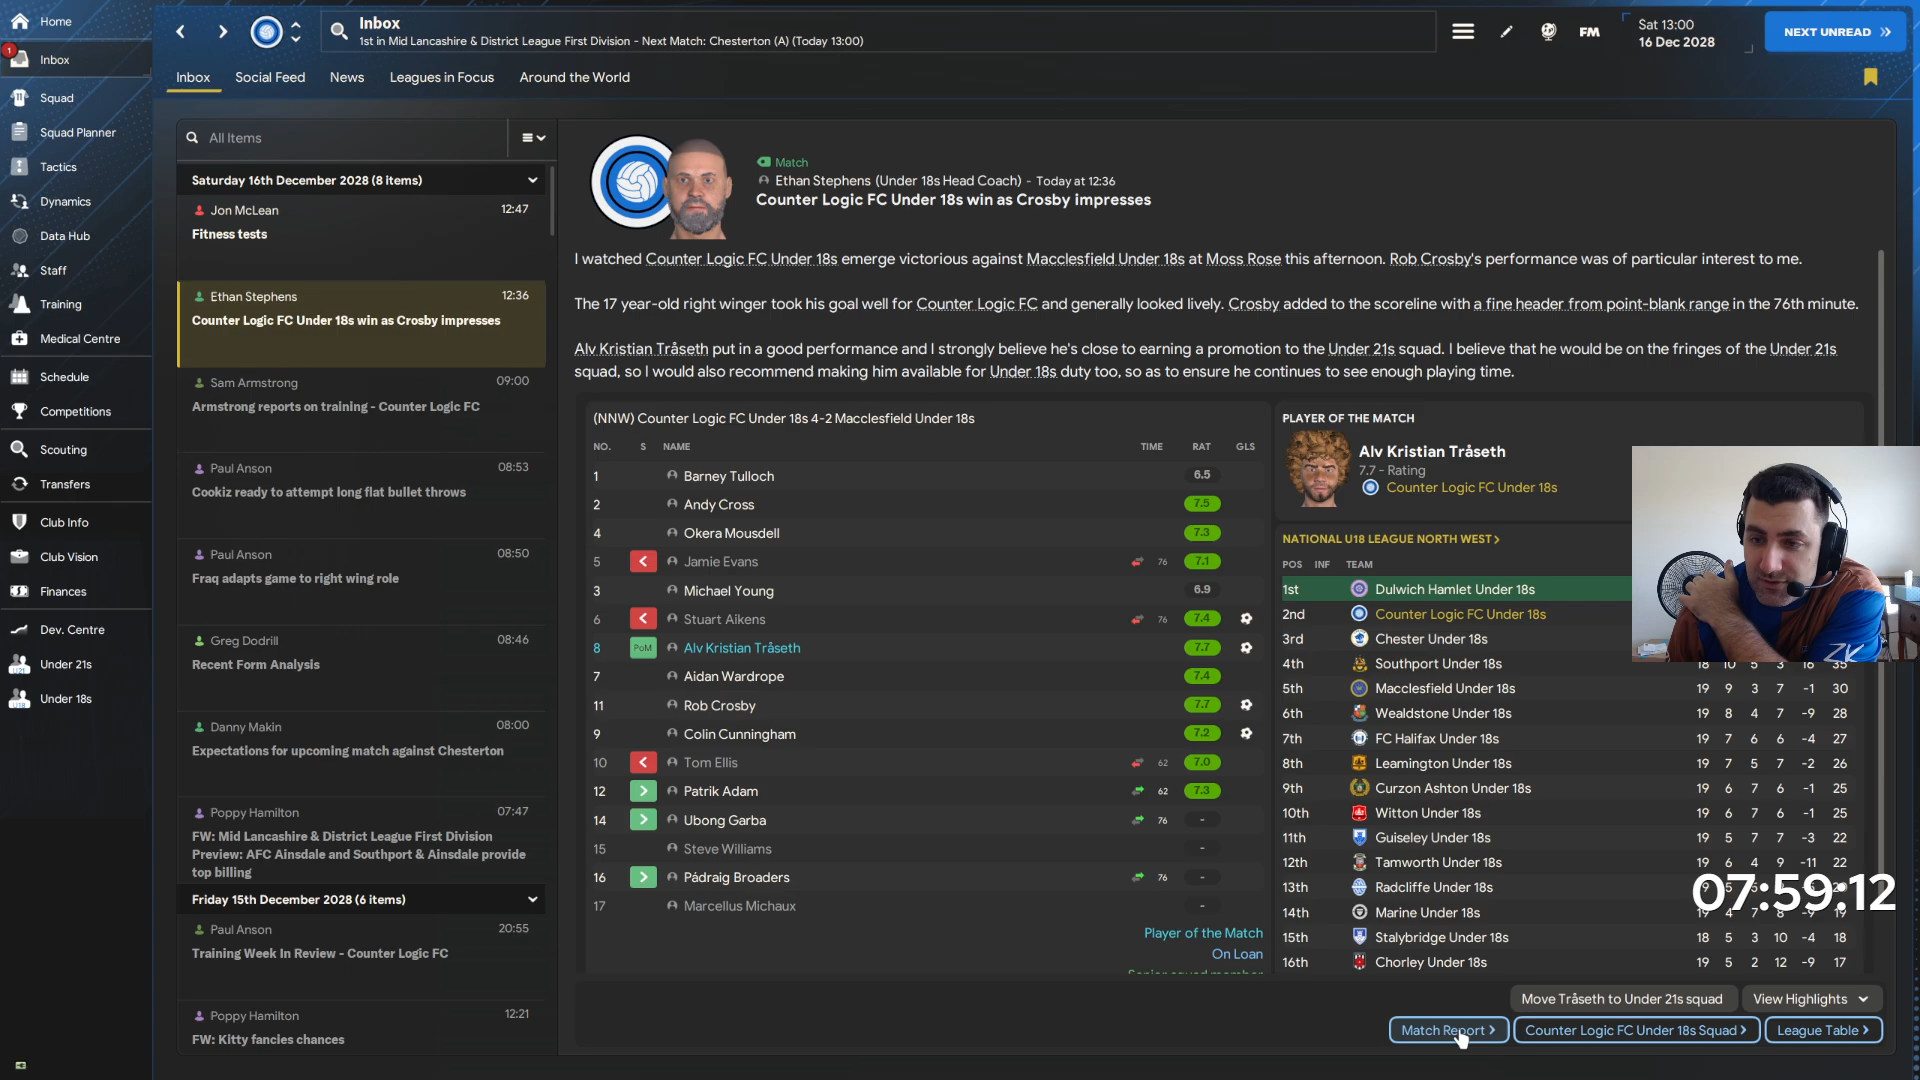 Home
Inbox
1st in Mid Lancashire & District League First Division - Next Match: Chesterton (A) (Today 13:00)
FM
Sat 13:00
16 Dec 2028
NEXT UNREAD
1
Inbox
Squad
Squad Planner
Tactics
Dynamics
Data Hub
Staff
Training
Medical Centre
Schedule
Competitions
Scouting
Transfers
Club Info
Club Vision
Finances
Dev. Centre
Under 21s
Under 18s
Inbox Social Feed News Leagues in Focus Around the World
All Items
Saturday 16th December 2028 (8 items)
Jon McLean 12:47
Fitness tests
Ethan Stephens 12:36
Counter Logic FC Under 18s win as Crosby impresses
Sam Armstrong 09:00
Armstrong reports on training - Counter Logic FC
Paul Anson 08:53
Cookiz ready to attempt long flat bullet throws
Paul Anson 08:50
Fraq adapts game to right wing role
Greg Dodrill 08:46
Recent Form Analysis
Danny Makin 08:00
Expectations for upcoming match against Chesterton
Poppy Hamilton 07:47
FW: Mid Lancashire & District League First Division
Preview: AFC Ainsdale and Southport & Ainsdale provide
top billing
Friday 15th December 2028 (6 items)
Paul Anson 20:55
Training Week In Review - Counter Logic FC
Poppy Hamilton 12:21
FW: Kitty fancies chances
Match
Ethan Stephens (Under 18s Head Coach) - Today at 12:36
Counter Logic FC Under 18s win as Crosby impresses
I watched Counter Logic FC Under 18s emerge victorious against Macclesfield Under 18s at Moss Rose this afternoon. Rob Crosby's performance was of particular interest to me.
The 17 year-old right winger took his goal well for Counter Logic FC and generally looked lively. Crosby added to the scoreline with a fine header from point-blank range in the 76th minute.
Alv Kristian Tråseth put in a good performance and I strongly believe he's close to earning a promotion to the Under 21s squad. I believe that he would be on the fringes of the Under 21s
squad, so I would also recommend making him available for Under 18s duty too, so as to ensure he continues to see enough playing time.
(NNW) Counter Logic FC Under 18s 4-2 Macclesfield Under 18s
NO. S NAME TIME RAT GLS
1 Barney Tulloch 6.5
2 Andy Cross 7.5
4 Okera Mousdell 7.3
5 Jamie Evans 76 7.1
3 Michael Young 6.9
6 Stuart Aikens 76 7.4
8 PoM Alv Kristian Tråseth 7.7
7 Aidan Wardrope 7.4
11 Rob Crosby 7.7
9 Colin Cunningham 7.2
10 Tom Ellis 62 7.0
12 Patrik Adam 62 7.3
14 Ubong Garba 76 -
15 Steve Williams -
16 Pádraig Broaders 76 -
17 Marcellus Michaux -
Player of the Match
On Loan
Senior squad member
PLAYER OF THE MATCH
Alv Kristian Tråseth
7.7 - Rating
Counter Logic FC Under 18s
NATIONAL U18 LEAGUE NORTH WEST >
POS INF TEAM
1st Dulwich Hamlet Under 18s
2nd Counter Logic FC Under 18s
3rd Chester Under 18s
4th Southport Under 18s 18 10 5 3 16 35
5th Macclesfield Under 18s 19 9 3 7 -1 30
6th Wealdstone Under 18s 19 8 4 7 -9 28
7th FC Halifax Under 18s 19 7 6 6 -4 27
8th Leamington Under 18s 19 7 5 7 -2 26
9th Curzon Ashton Under 18s 19 6 7 6 -1 25
10th Witton Under 18s 19 6 7 6 -1 25
11th Guiseley Under 18s 19 5 7 7 -3 22
12th Tamworth Under 18s 19 6 4 9 -11 22
13th Radcliffe Under 18s
14th Marine Under 18s 19 4 7 8 -9 19
15th Stalybridge Under 18s 18 5 3 10 -4 18
16th Chorley Under 18s 19 5 2 12 -9 17
07:59:12
Move Tråseth to Under 21s squad View Highlights
Match Report > Counter Logic FC Under 18s Squad > League Table >